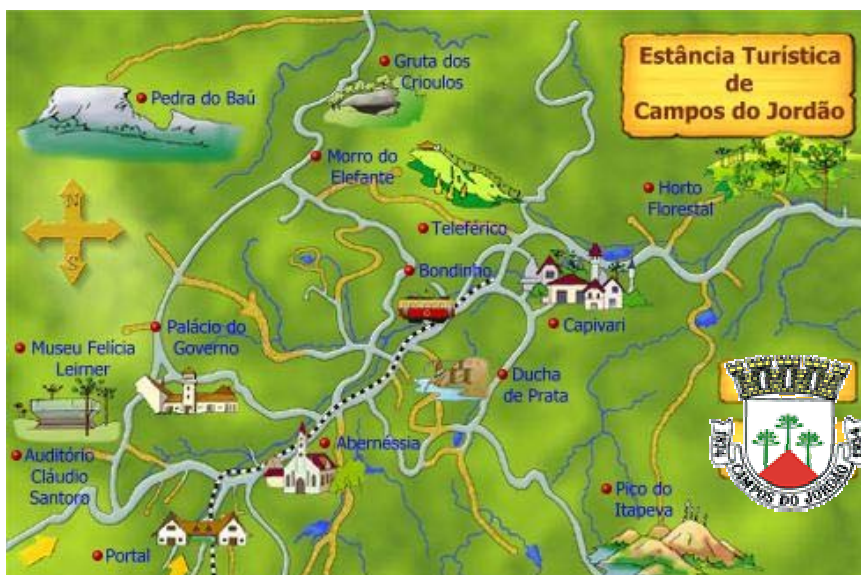 Estância Turística
de
Campos do Jordão
Gruta dos
Crioulos
Pedra do Baú
Morro do
Elefante
Horto
Florestal
Teleférico
N
S
Bondinho
Capivari
Palácio do
Governo
Museu Felícia
Leirner
Ducha
de Prata
Abernéssia
Auditório
Cláudio
Santoro
Pico do
Itapeva
Portal
1874
CAMPOS DO JORDÃO